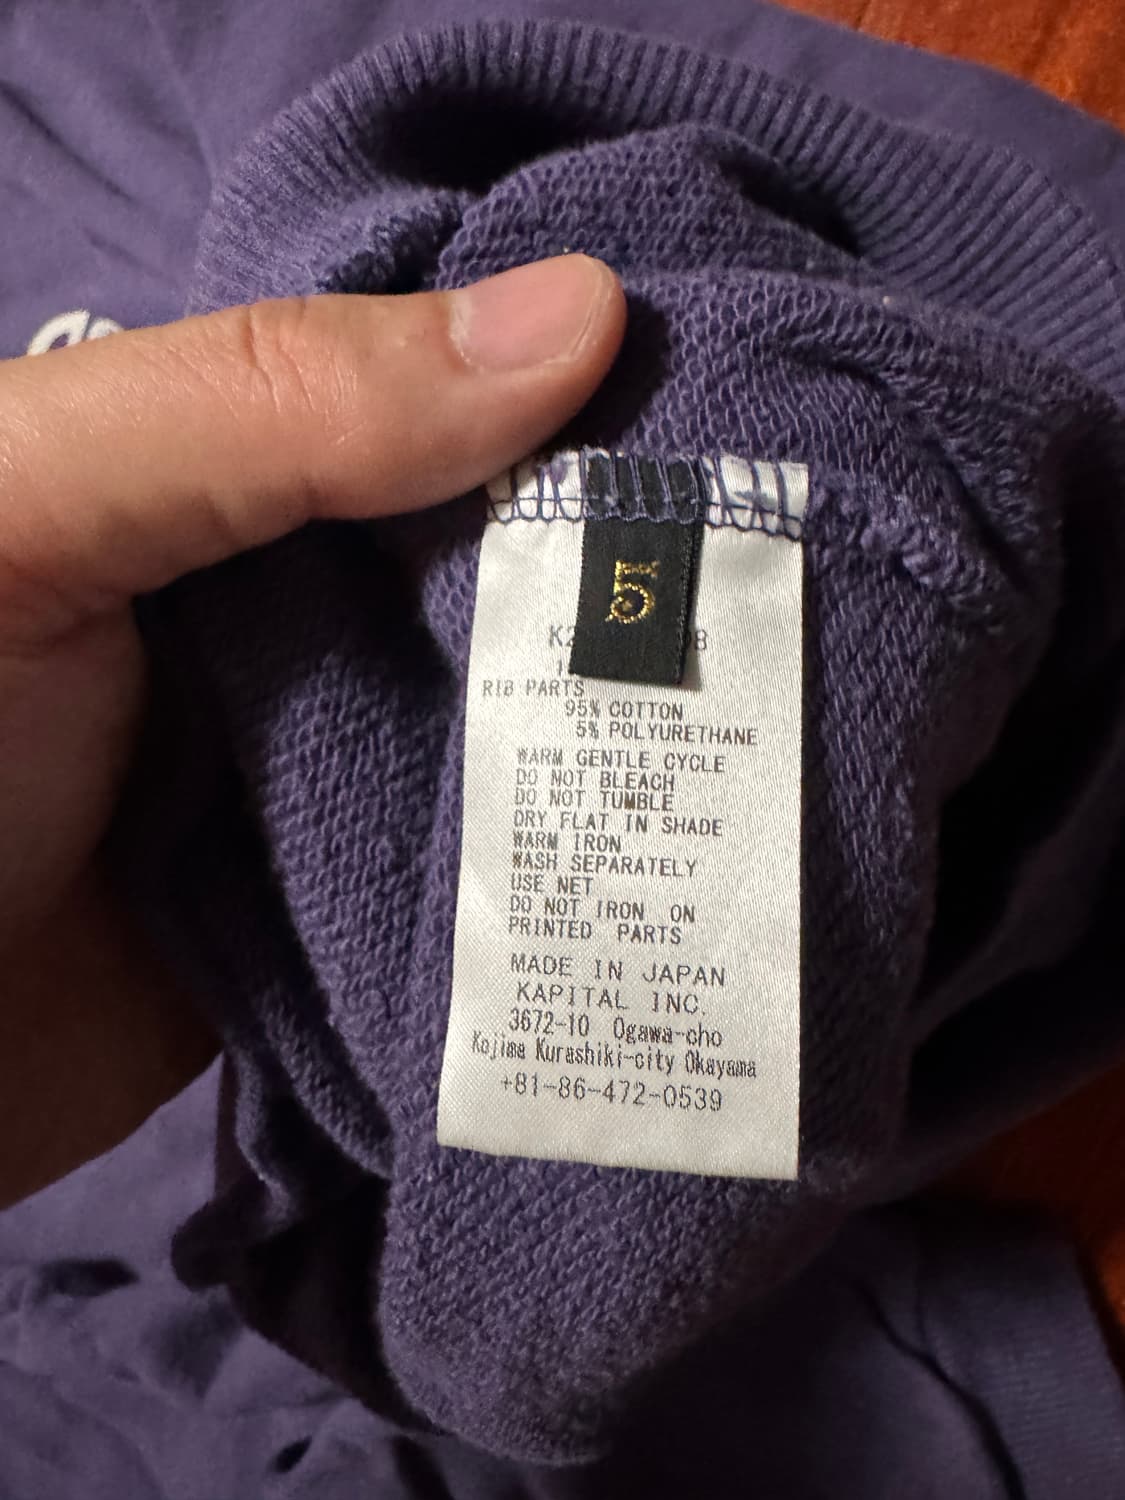 5
RIB PARTS
95% COTTON
5% POLYURETHANE
WARM GENTLE CYCLE
DO NOT BLEACH
DO NOT TUMBLE
DRY FLAT IN SHADE
WARM IRON
WASH SEPARATELY
USE NET
DO NOT IRON ON
PRINTED PARTS
MADE IN JAPAN
KAPITAL INC.
3672-10 Ogawa-cho
Kojima Kurashiki-city Okayama
+81-86-472-0539